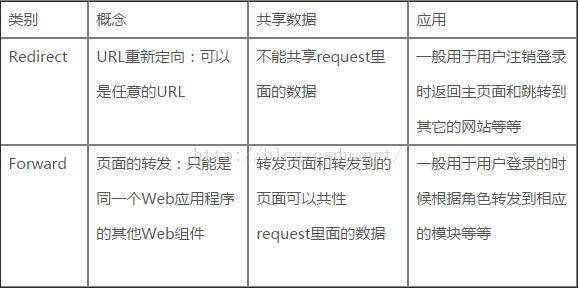 类别 概念 共享数据 应用
Redirect URL重新定向：可以 不能共享request里 一般用于用户注销登录
是任意的URL 面的数据 时返回主页面和跳转到
其它的网站等等
http://blog.csdn.net/
Forward 页面的转发：只能是 转发页面和转发到的 一般用于用户登录的时
同一个Web应用程序 页面可以共性 候根据角色转发到相应
的其他Web组件 request里面的数据 的模块等等